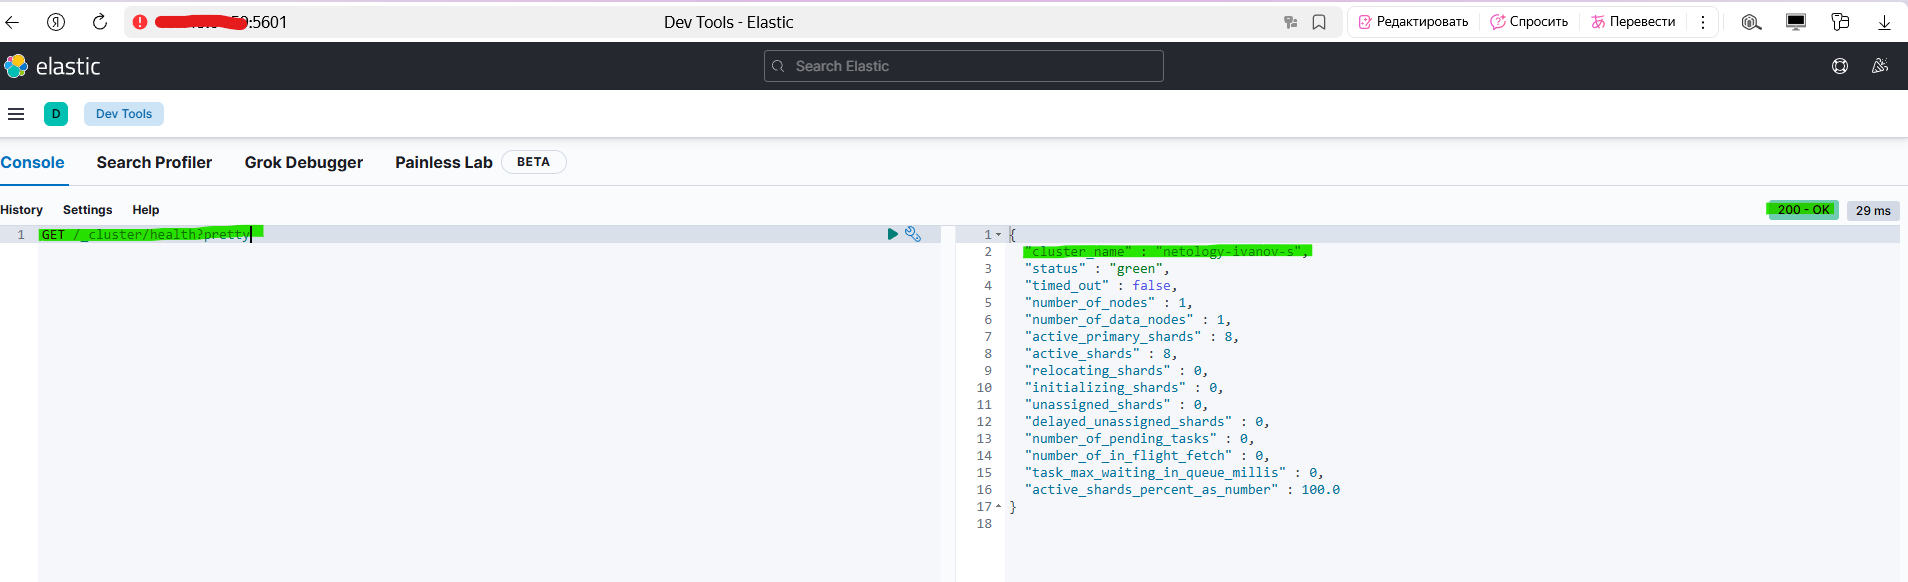 :5601
Dev Tools - Elastic
Редактировать
Спросить
Перевести
elastic
Search Elastic
D
Dev Tools
Console
Search Profiler
Grok Debugger
Painless Lab
BETA
History
Settings
Help
200 - OK
29 ms
1 GET /_cluster/health?pretty
1 {
2 "cluster_name" : "netology-ivanov-s",
3 "status" : "green",
4 "timed_out" : false,
5 "number_of_nodes" : 1,
6 "number_of_data_nodes" : 1,
7 "active_primary_shards" : 8,
8 "active_shards" : 8,
9 "relocating_shards" : 0,
10 "initializing_shards" : 0,
11 "unassigned_shards" : 0,
12 "delayed_unassigned_shards" : 0,
13 "number_of_pending_tasks" : 0,
14 "number_of_in_flight_fetch" : 0,
15 "task_max_waiting_in_queue_millis" : 0,
16 "active_shards_percent_as_number" : 100.0
17 }
18